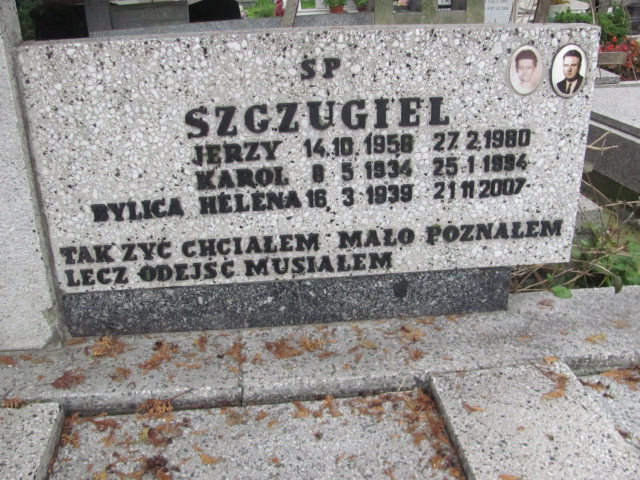 SP
SZCZUGIEL
JERZY 14.10 1958 27.2.1980
KAROL 8 5 1934 25.1 1994
BYLICA HELENA 16 3 1939 21 11 2007
TAK ŻYĆ CHCIAŁEM MAŁO POZNAŁEM
LECZ ODEJŚĆ MUSIAŁEM